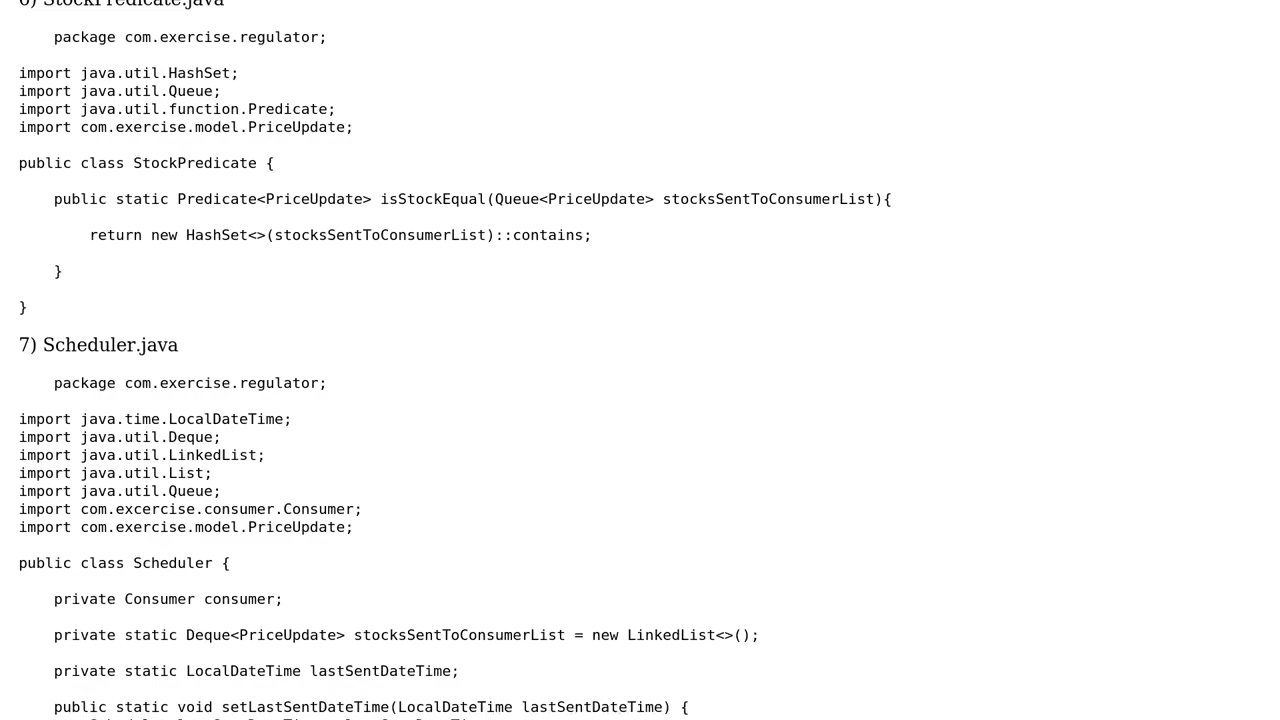 6) StockPredicate.java
package com.exercise.regulator;
import java.util.HashSet;
import java.util.Queue;
import java.util.function.Predicate;
import com.exercise.model.PriceUpdate;
public class StockPredicate {
public static Predicate<PriceUpdate> isStockEqual(Queue<PriceUpdate> stocksSentToConsumerList){
return new HashSet<>(stocksSentToConsumerList)::contains;
}
}
7) Scheduler.java
package com.exercise.regulator;
import java.time.LocalDateTime;
import java.util.Deque;
import java.util.LinkedList;
import java.util.List;
import java.util.Queue;
import com.excercise.consumer.Consumer;
import com.exercise.model.PriceUpdate;
public class Scheduler {
private Consumer consumer;
private static Deque<PriceUpdate> stocksSentToConsumerList = new LinkedList<>();
private static LocalDateTime lastSentDateTime;
public static void setLastSentDateTime(LocalDateTime lastSentDateTime) {